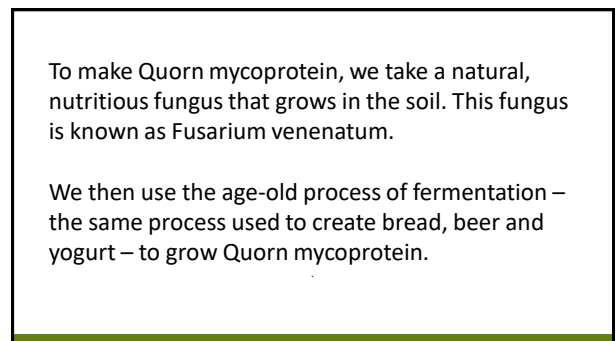 To make Quorn mycoprotein, we take a natural,
nutritious fungus that grows in the soil. This fungus
is known as Fusarium venenatum.
We then use the age-old process of fermentation –
the same process used to create bread, beer and
yogurt – to grow Quorn mycoprotein.